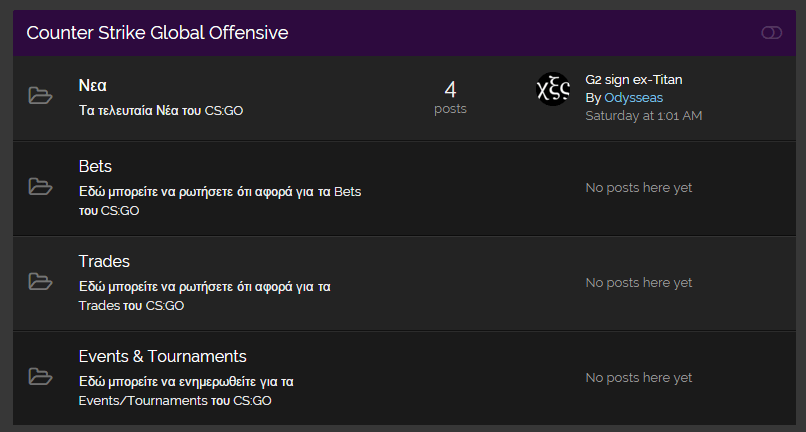 Counter Strike Global Offensive
Νεα
Τα τελευταία Νέα του CS:GO
4
posts
χξς
G2 sign ex-Titan
By Odysseas
Saturday at 1:01 AM
Bets
Εδώ μπορείτε να ρωτήσετε ότι αφορά για τα Bets
του CS:GO
No posts here yet
Trades
Εδώ μπορείτε να ρωτήσετε ότι αφορά για τα
Trades του CS:GO
No posts here yet
Events & Tournaments
Εδώ μπορείτε να ενημερωθείτε για τα
Events/Tournaments του CS:GO
No posts here yet